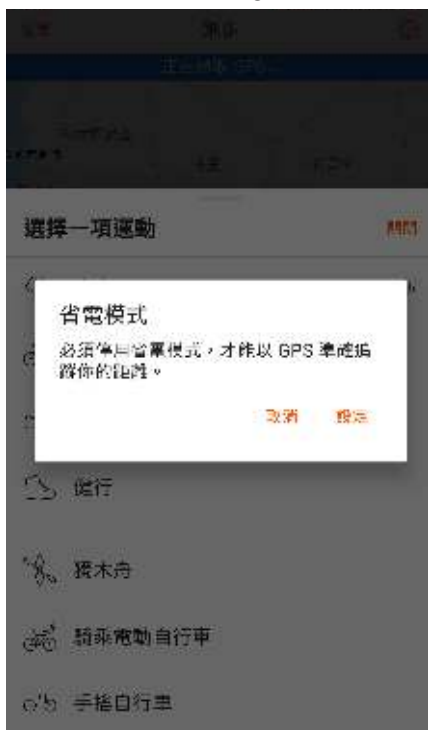 選擇一項運動
關閉
省電模式
必須停用省電模式，才能以 GPS 準確追
蹤你的距離。
取消 設定
健行
獨木舟
騎乘電動自行車
手搖自行車